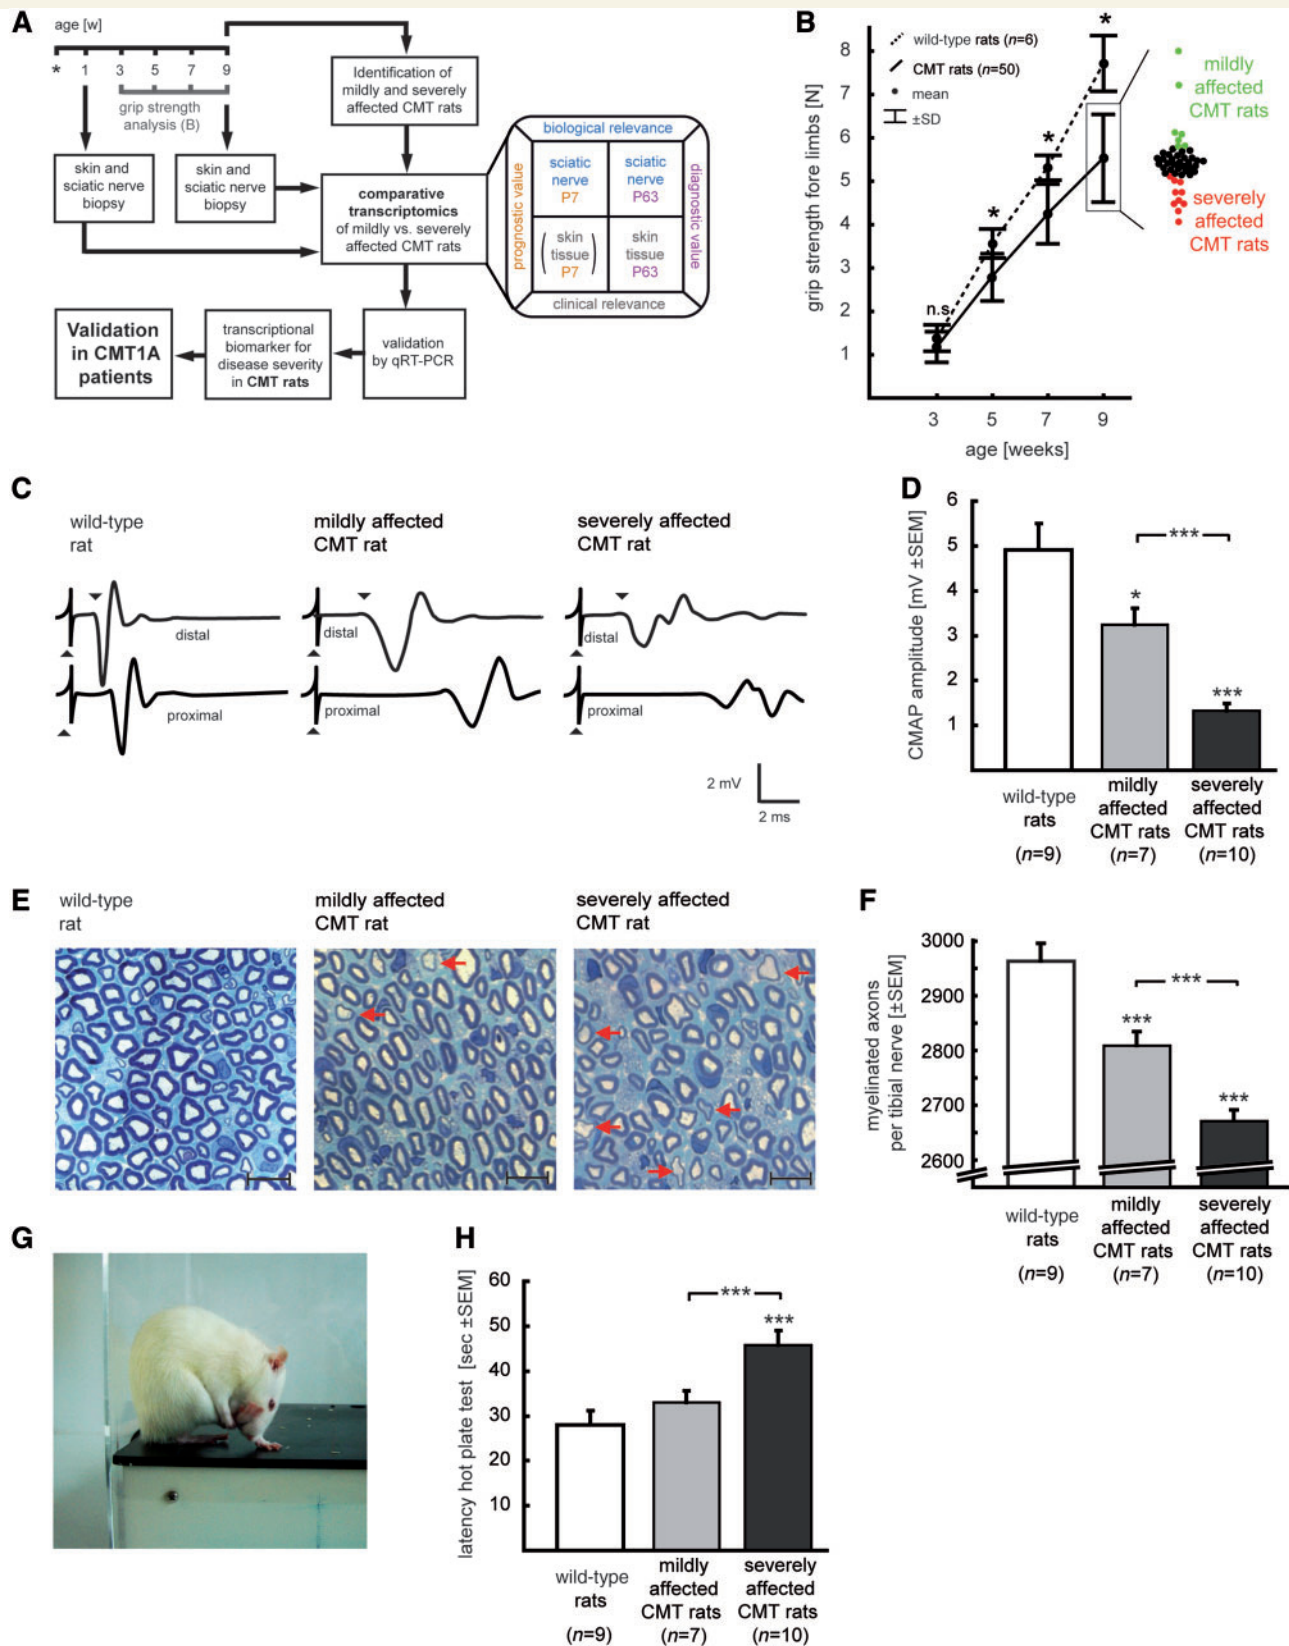 A
age [w]
* 1 3 5 7 9
grip strength
analysis (B)
Identification of
mildly and severely
affected CMT rats
skin and
sciatic nerve
biopsy
skin and
sciatic nerve
biopsy
comparative
transcriptomics
of mildly vs. severely
affected CMT rats
biological relevance
prognostic value
sciatic
nerve
P7
sciatic
nerve
P63
(skin
tissue)
P7
skin
tissue
P63
diagnostic value
clinical relevance
Validation
in CMT1A
patients
transcriptional
biomarker for
disease severity
in CMT rats
validation
by qRT-PCR
B
grip strength fore limbs [N]
8
7
6
5
4
3
2
1
wild-type rats (n=6)
CMT rats (n=50)
mean
±SD
n.s
*
*
*
3 5 7 9
age [weeks]
mildly
affected
CMT rats
severely
affected
CMT rats
C
wild-type
rat
mildly affected
CMT rat
severely affected
CMT rat
distal
distal
distal
proximal
proximal
proximal
2 mV
2 ms
D
CMAP amplitude [mV ±SEM]
6
5
4
3
2
1
*
***
***
wild-type
rats
(n=9)
mildly
affected
CMT rats
(n=7)
severely
affected
CMT rats
(n=10)
E
wild-type
rat
mildly affected
CMT rat
severely affected
CMT rat
F
myelinated axons
per tibial nerve [±SEM]
3000
2900
2800
2700
2600
***
***
***
wild-type
rats
(n=9)
mildly
affected
CMT rats
(n=7)
severely
affected
CMT rats
(n=10)
G
H
latency hot plate test [sec ±SEM]
60
50
40
30
20
10
***
***
wild-type
rats
(n=9)
mildly
affected
CMT rats
(n=7)
severely
affected
CMT rats
(n=10)